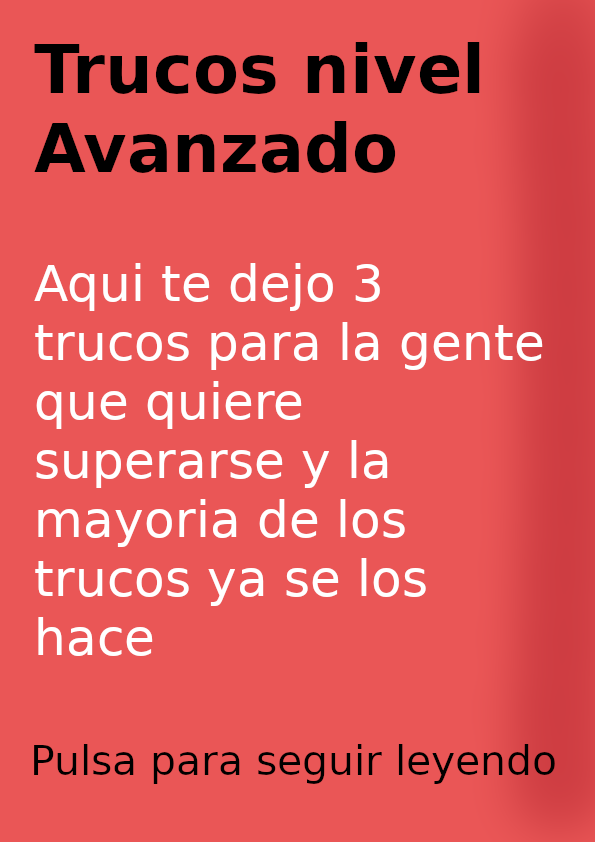 Trucos nivel
Avanzado
Aqui te dejo 3
trucos para la gente
que quiere
superarse y la
mayoria de los
trucos ya se los
hace
Pulsa para seguir leyendo